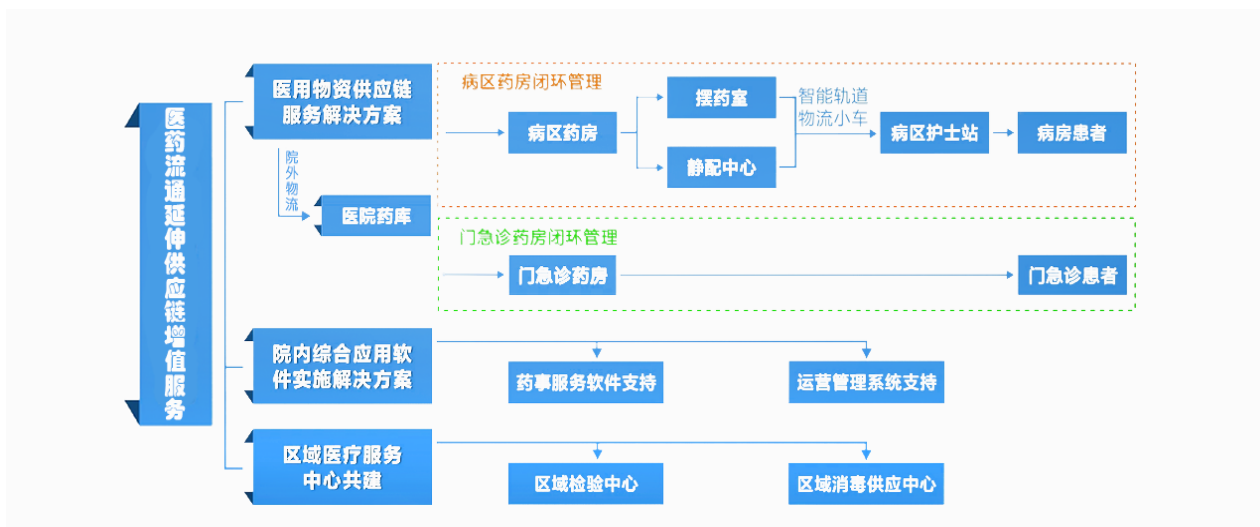 医药流通延伸供应链增值服务
医用物资供应链
服务解决方案
院外物流
医院药库
病区药房闭环管理
病区药房
摆药室
静配中心
智能轨道
物流小车
病区护士站
病房患者
门急诊药房闭环管理
门急诊药房
门急诊患者
院内综合应用软
件实施解决方案
药事服务软件支持
运营管理系统支持
区域医疗服务
中心共建
区域检验中心
区域消毒供应中心